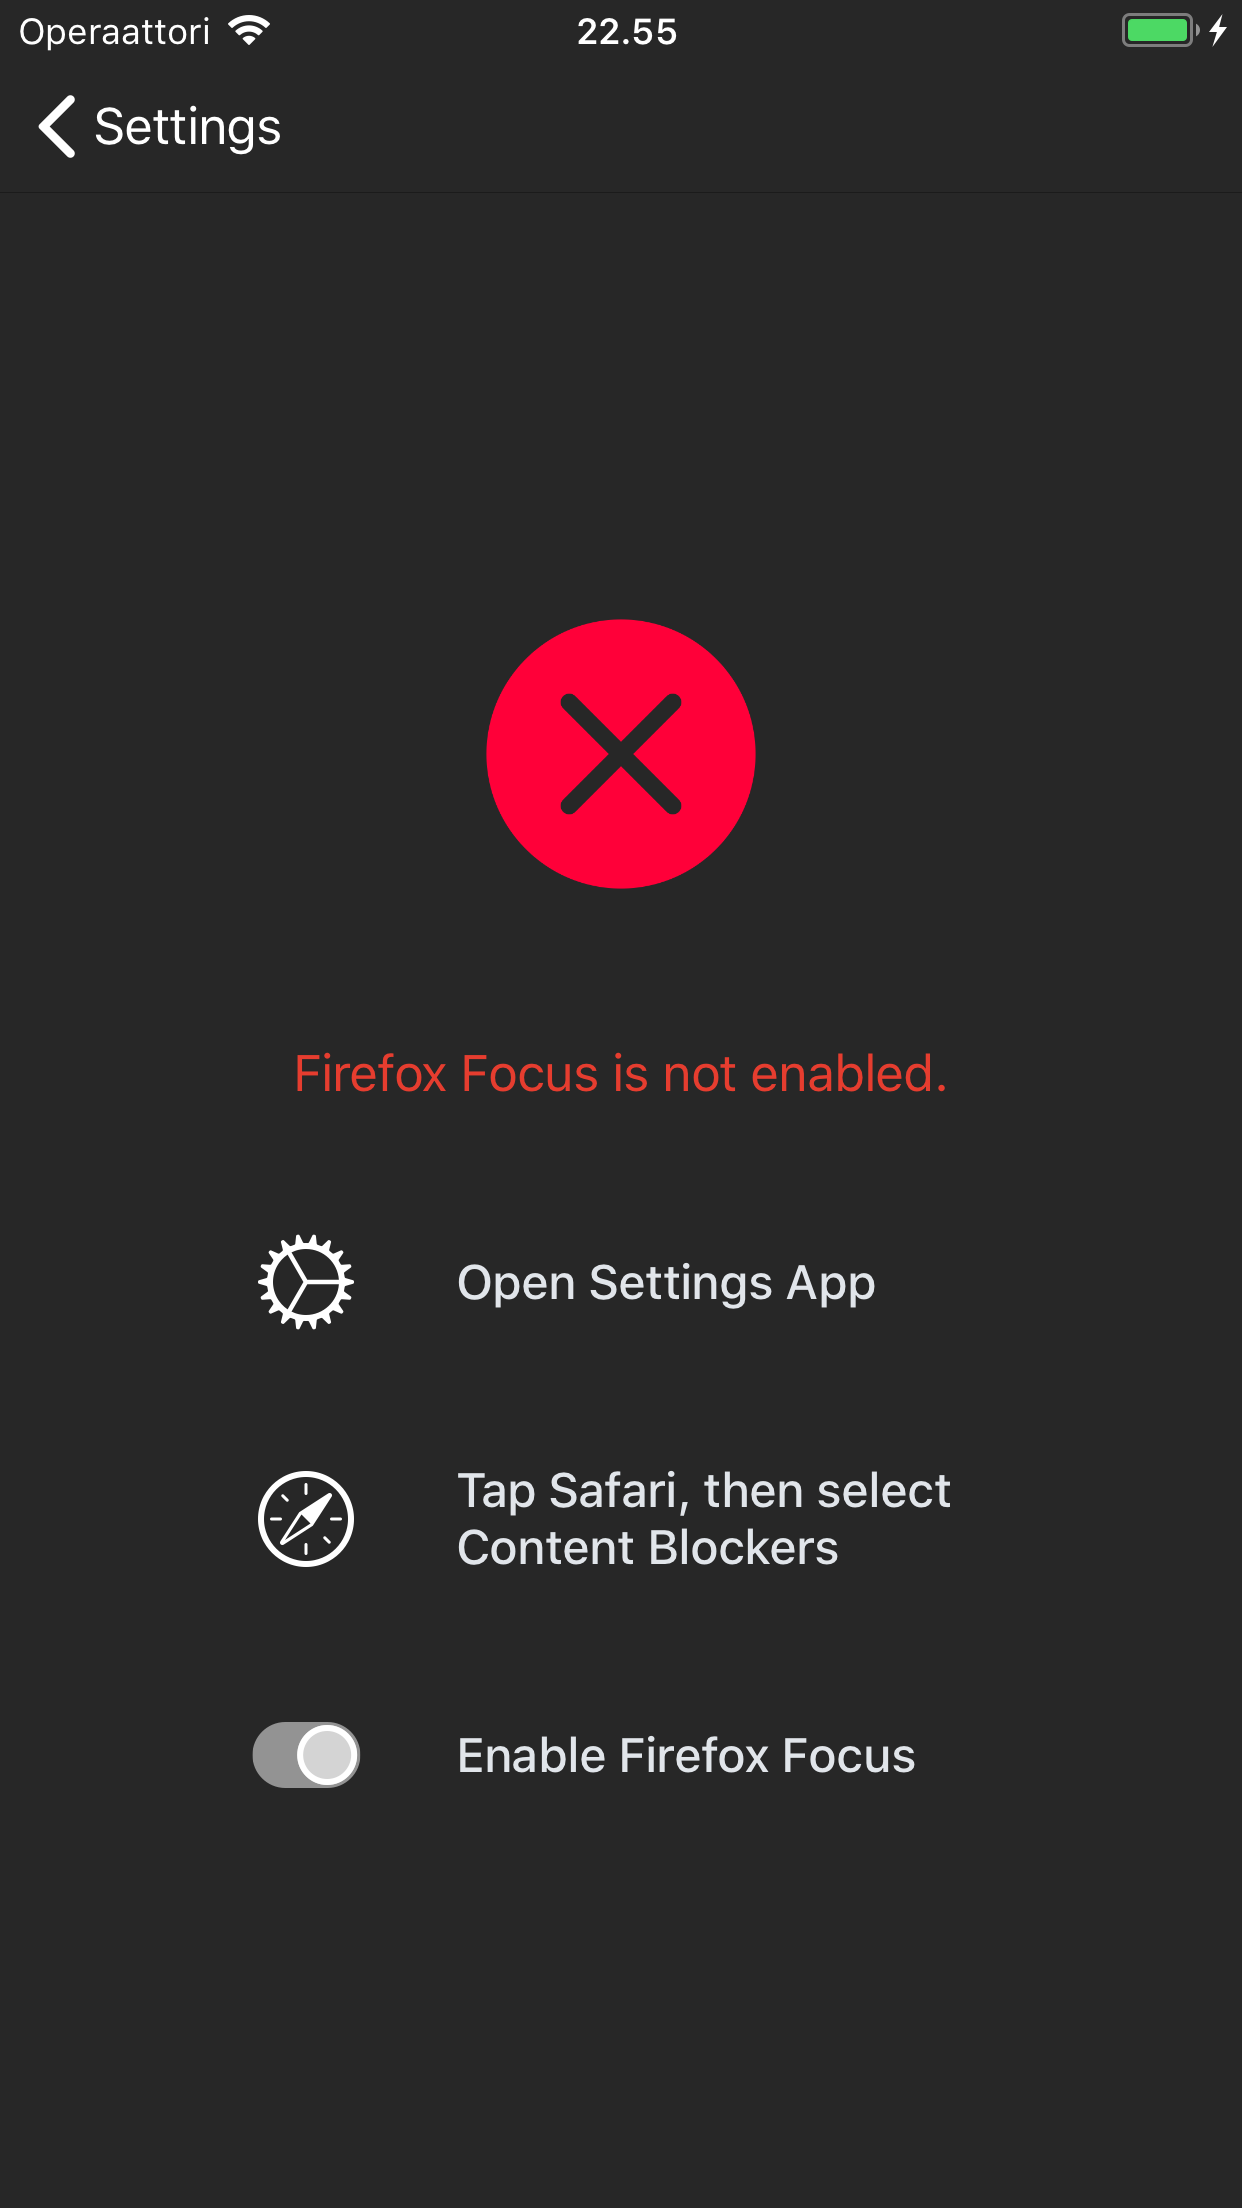 Operaattori
22.55
Settings
Firefox Focus is not enabled.
Open Settings App
Tap Safari, then select
Content Blockers
Enable Firefox Focus